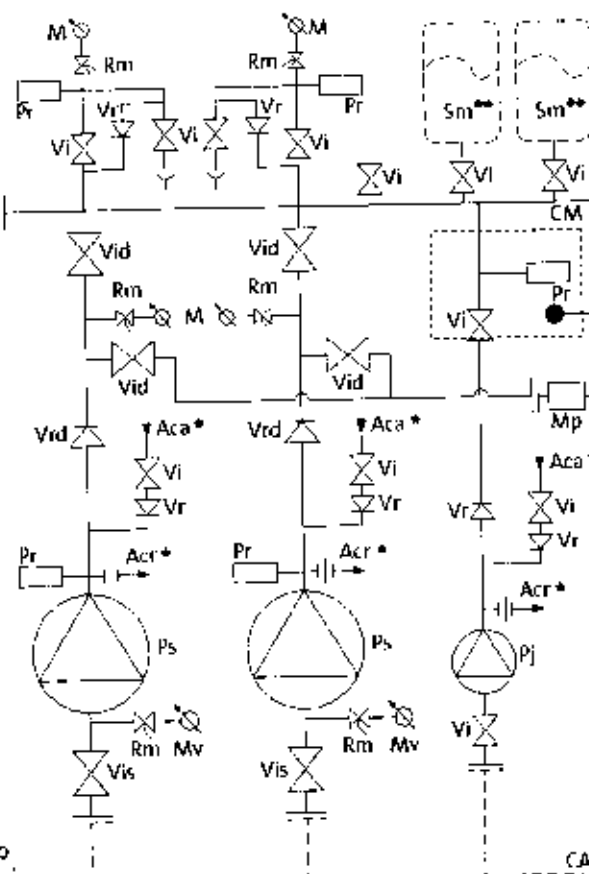 M M
Rm Rm
Pr Vr Vr Pr Sm** Sm**
Vi Vi Vi Vi Vi Vi
CM
Vid Vid
Rm M Rm Pr
Vi
Vid Vid
Mp
Vrd Aca* Vrd Aca* Aca
Vi Vi Vi
Vr Vr Vr Vr
Pr Acr* Pr Acr* Acr*
Ps Ps Pj
Rm Mv Rm Mv Vi
Vis Vis
CA